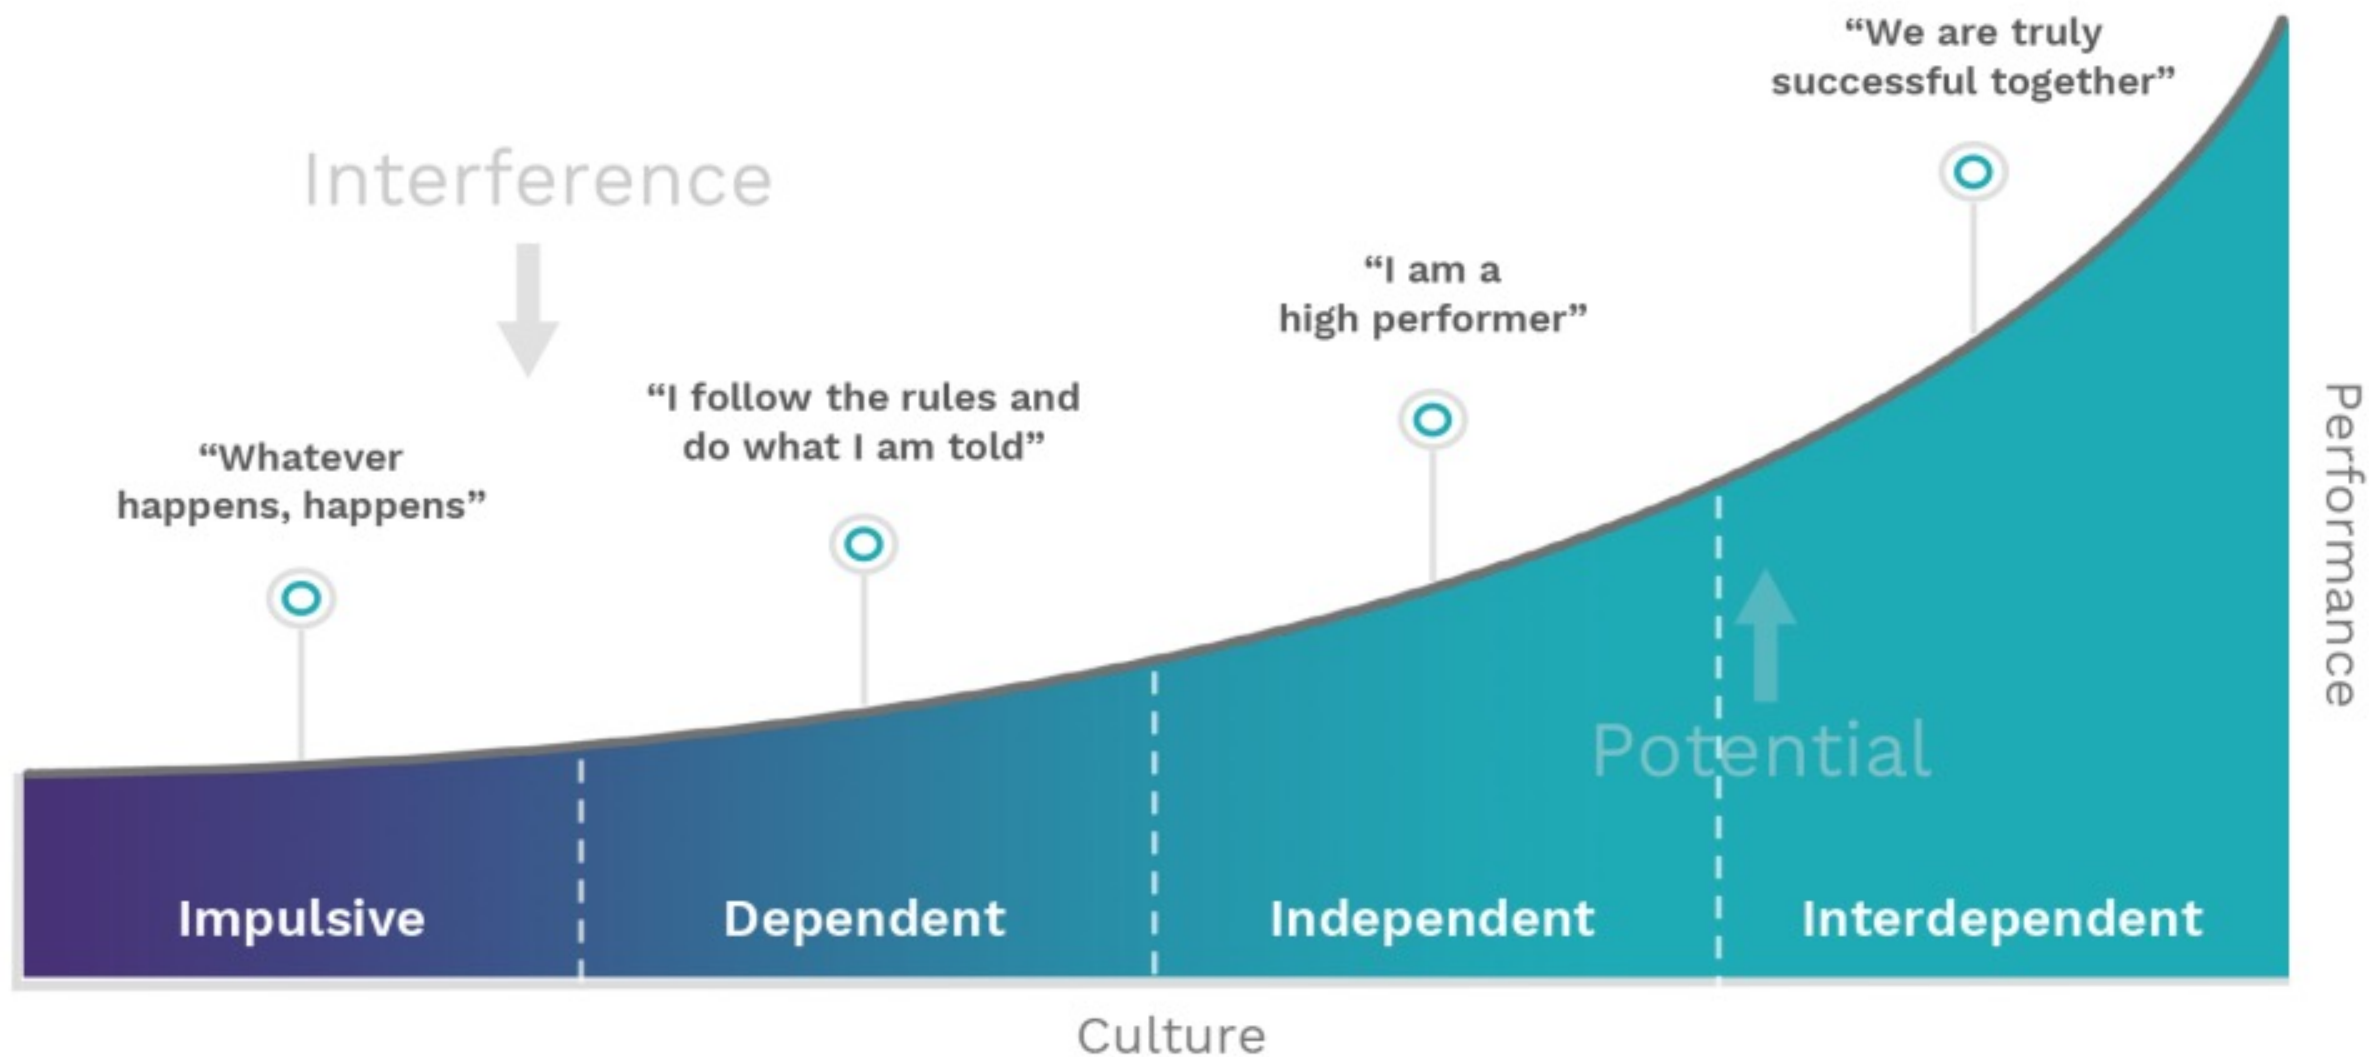 “We are truly
successful together”
Interference
“I am a
high performer”
“I follow the rules and
do what I am told”
“Whatever
happens, happens”
Performance
Potential
Impulsive
Dependent
Independent
Interdependent
Culture